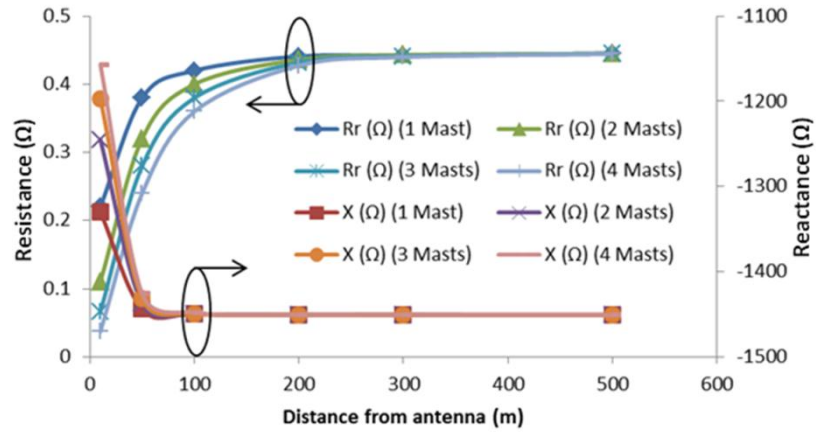 0.5
0.4
0.3
0.2
0.1
0
Resistance (Ω)
-1100
-1200
-1300
-1400
-1500
Reactance (Ω)
Rr (Ω) (1 Mast) Rr (Ω) (2 Masts)
Rr (Ω) (3 Masts) Rr (Ω) (4 Masts)
X (Ω) (1 Mast) X (Ω) (2 Masts)
X (Ω) (3 Masts) X (Ω) (4 Masts)
0 100 200 300 400 500 600
Distance from antenna (m)